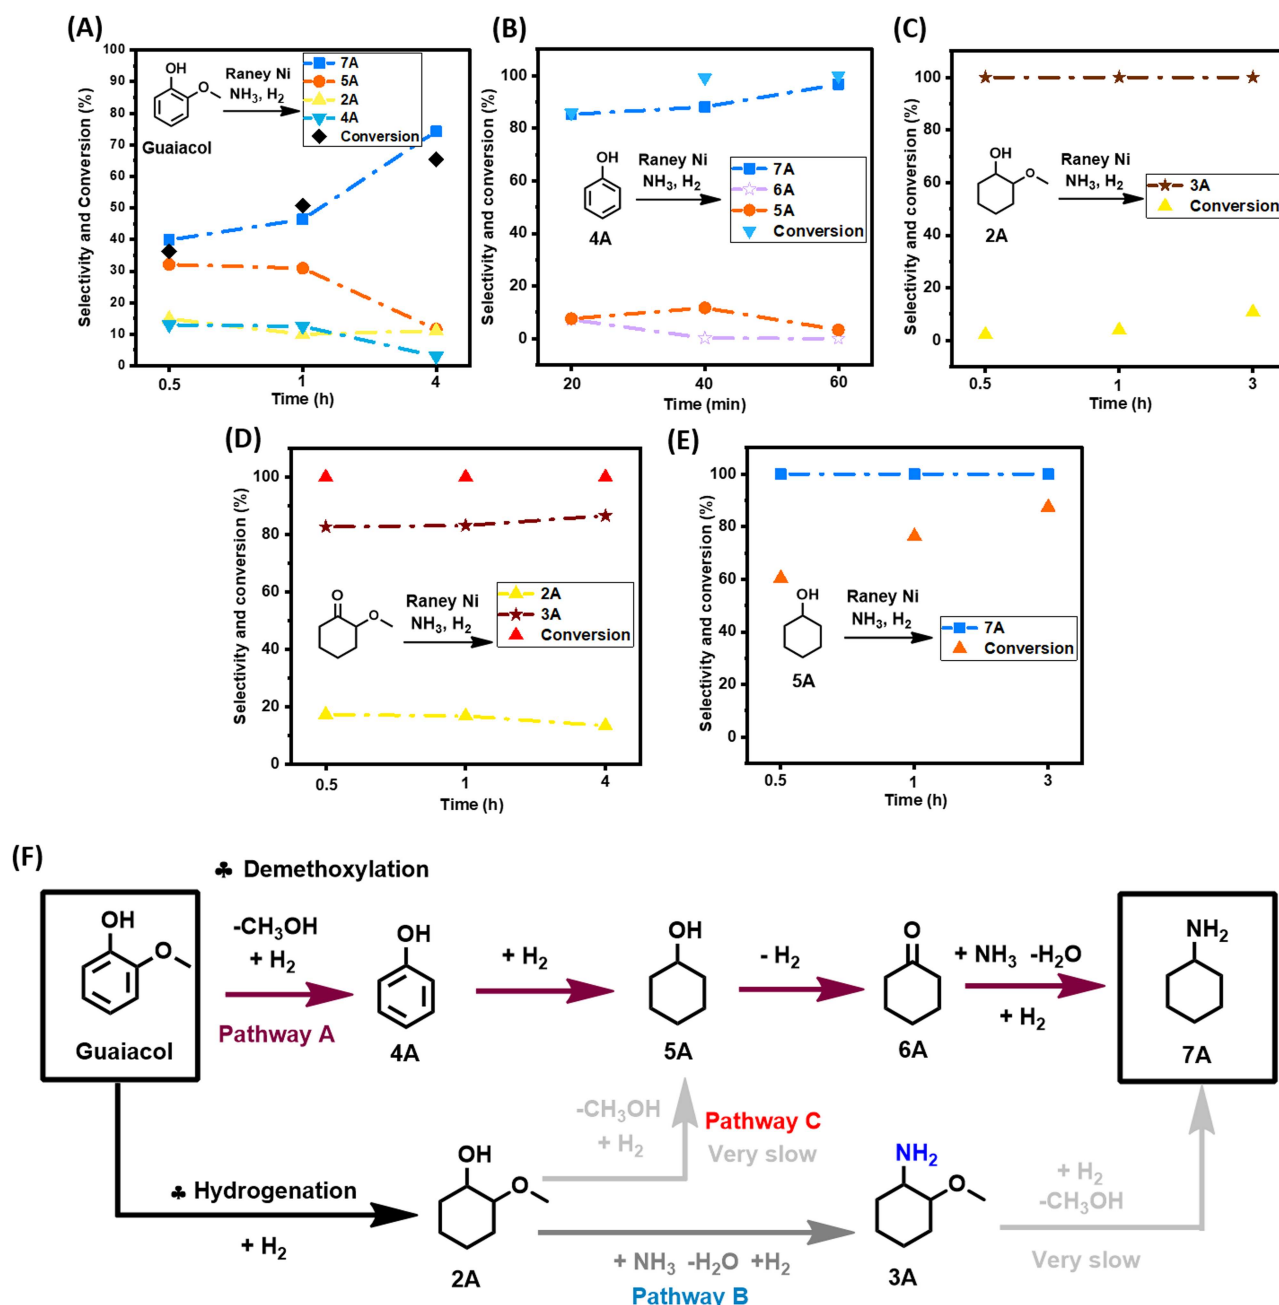 (A)
Selectivity and Conversion (%)
100
90
80
70
60
50
40
30
20
10
0
0.5
1
4
Time (h)
OH
O
Guaiacol
Raney Ni
NH₃, H₂
7A
5A
2A
4A
Conversion
(B)
Selectivity and conversion (%)
100
80
60
40
20
0
20
40
60
Time (min)
OH
4A
Raney Ni
NH₃, H₂
7A
6A
5A
Conversion
(C)
Selectivity and conversion (%)
100
80
60
40
20
0
0.5
1
3
Time (h)
OH
O
2A
Raney Ni
NH₃, H₂
3A
Conversion
(D)
Selectivity and conversion (%)
100
80
60
40
20
0
0.5
1
4
Time (h)
O
O
Raney Ni
NH₃, H₂
2A
3A
Conversion
(E)
Selectivity and conversion (%)
100
80
60
40
20
0
0.5
1
3
Time (h)
OH
5A
Raney Ni
NH₃, H₂
7A
Conversion
(F)
♣ Demethoxylation
OH
O
Guaiacol
-CH₃OH
+ H₂
Pathway A
OH
4A
+ H₂
OH
5A
- H₂
O
6A
+ NH₃ -H₂O
+ H₂
NH₂
7A
♣ Hydrogenation
+ H₂
OH
O
2A
-CH₃OH
+ H₂
Pathway C
Very slow
+ NH₃ -H₂O +H₂
Pathway B
NH₂
O
3A
+ H₂
-CH₃OH
Very slow